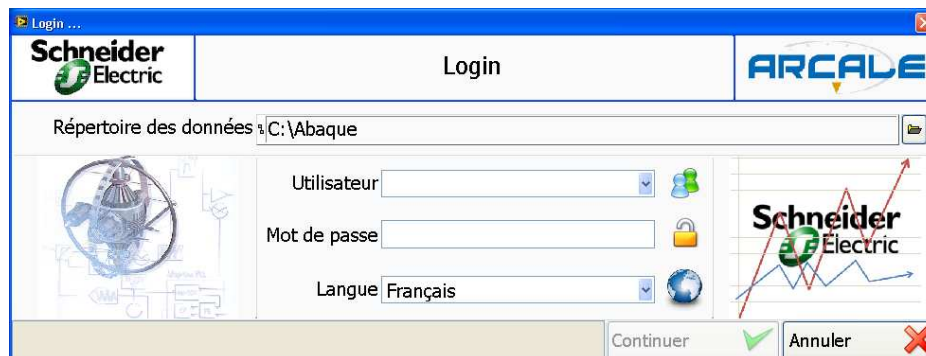 Login ...
Schneider Electric
Login
ARCALE
Répertoire des données
C:\Abaque
Utilisateur
Mot de passe
Schneider Electric
Langue Français
Continuer
Annuler